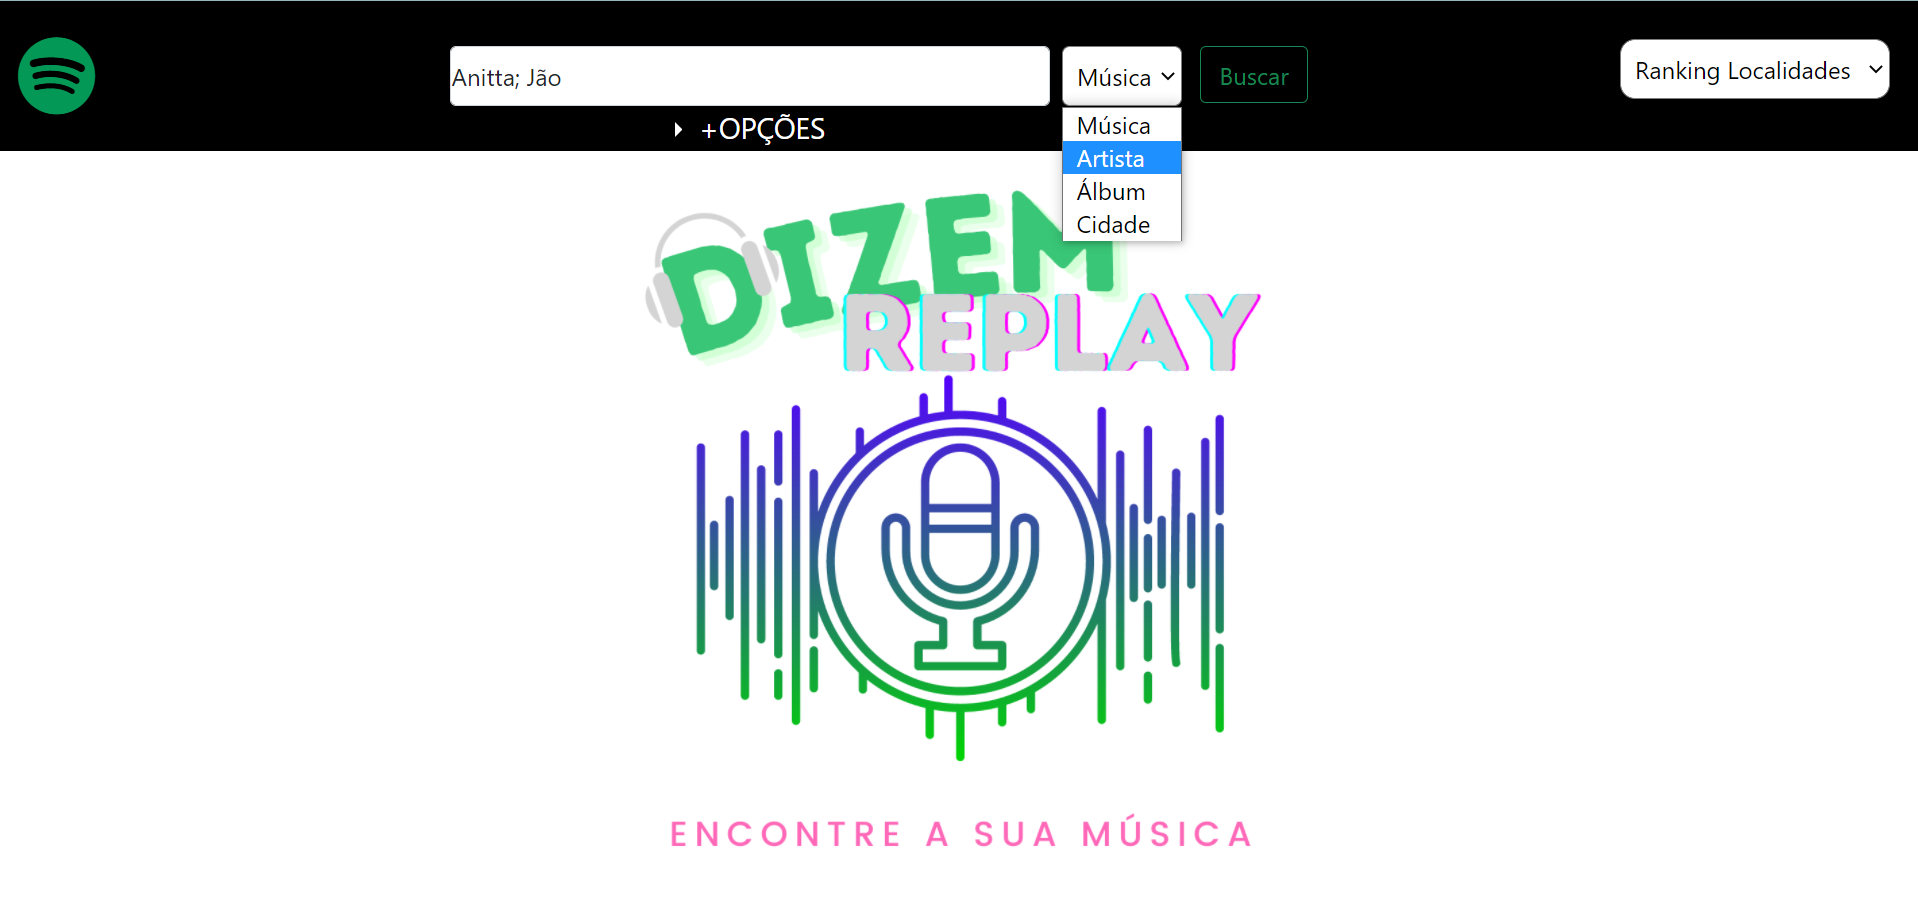 Anitta; Jão
Música
Buscar
Ranking Localidades
+OPÇÕES
Música
Artista
Álbum
Cidade
DIZEM
REPLAY
ENCONTRE A SUA MÚSICA